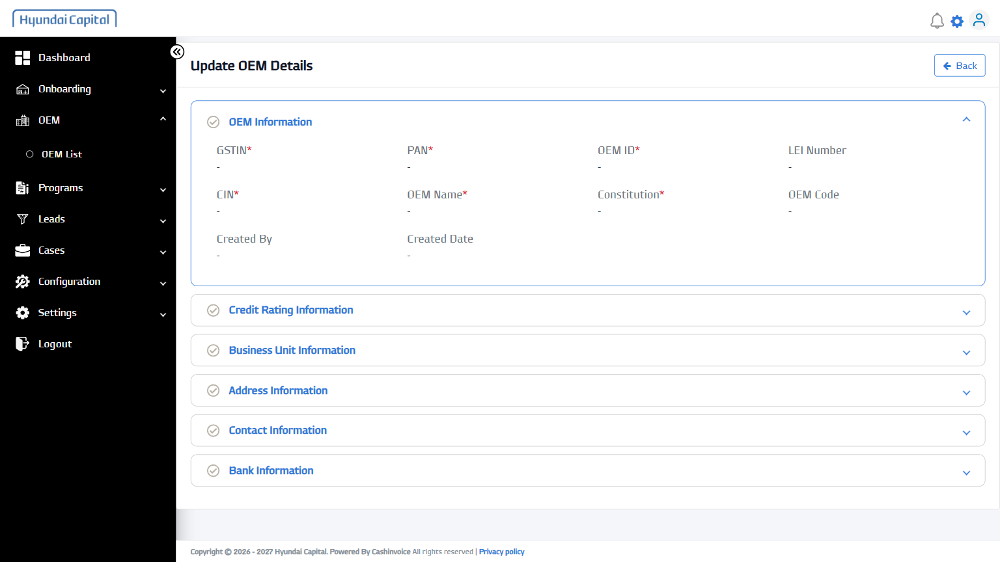 Hyundai Capital
Dashboard
Onboarding
OEM
OEM List
Programs
Leads
Cases
Configuration
Settings
Logout
Update OEM Details
Back
OEM Information
GSTIN* PAN* OEM ID* LEI Number
- - - -
CIN* OEM Name* Constitution* OEM Code
- - - -
Created By Created Date
- -
Credit Rating Information
Business Unit Information
Address Information
Contact Information
Bank Information
Copyright © 2026 - 2027 Hyundai Capital. Powered By Cashinvoice All rights reserved | Privacy policy